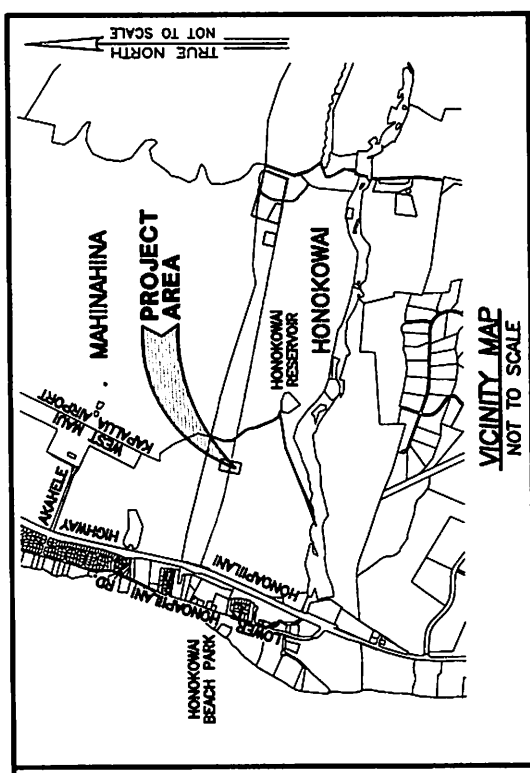 TRUE NORTH
NOT TO SCALE
MAHINAHINA
PROJECT
AREA
WEST MAUI
KAPALUA AIRPORT
AKAHELE
HIGHWAY
HONOAPIILANI
LOWER HONOAPIILANI RD
HONOKOWAI
BEACH PARK
HONOKOWAI
RESERVOIR
HONOKOWAI
VICINITY MAP
NOT TO SCALE